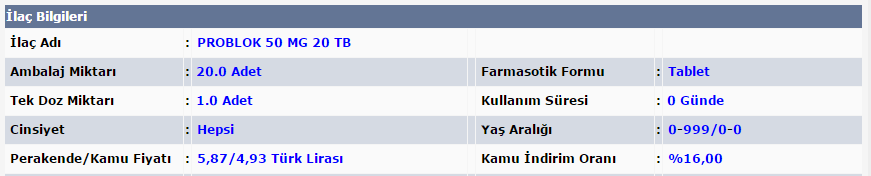 İlaç Bilgileri
İlaç Adı : PROBLOK 50 MG 20 TB
Ambalaj Miktarı : 20.0 Adet Farmasotik Formu : Tablet
Tek Doz Miktarı : 1.0 Adet Kullanım Süresi : 0 Günde
Cinsiyet : Hepsi Yaş Aralığı : 0-999/0-0
Perakende/Kamu Fiyatı : 5,87/4,93 Türk Lirası Kamu İndirim Oranı : %16,00